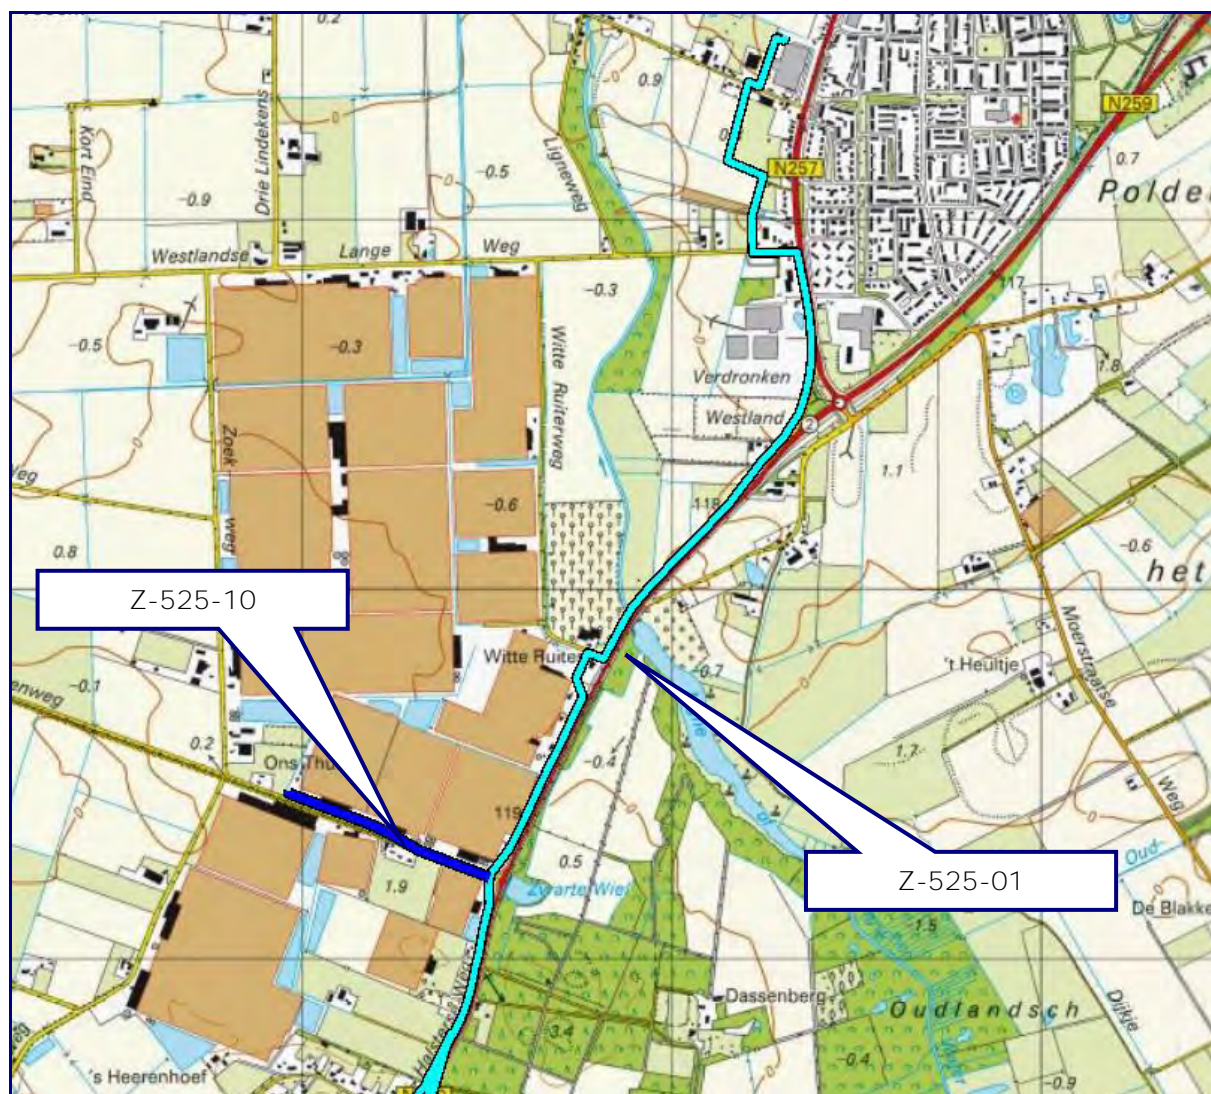 0.2
0.9
N259
Kort Eind
Drie Lindekens
Ligneweg
-0.5
-0.9
N257
0.7
Polde
Westlandse
Lange
Weg
-0.3
117
-0.5
-0.3
Witte Ruiterweg
Verdronken
Westland
2
1.8
Zoek
weg
-0.6
118
1.1
0.8
-0.6
het
Z-525-10
Moerstraatse
Weg
Witte Ruite
-0.7
't Heultje
-0.1
enweg
0.2
Ons Thu
-0.4
1.7
119
0.5
1.9
Zwarte Wiel
Oud-
Z-525-01
De Blakke
1.5
Dassenberg
Oudlandsch
Dijkje
3.4
-0.4
's Heerenhoef
-0.9